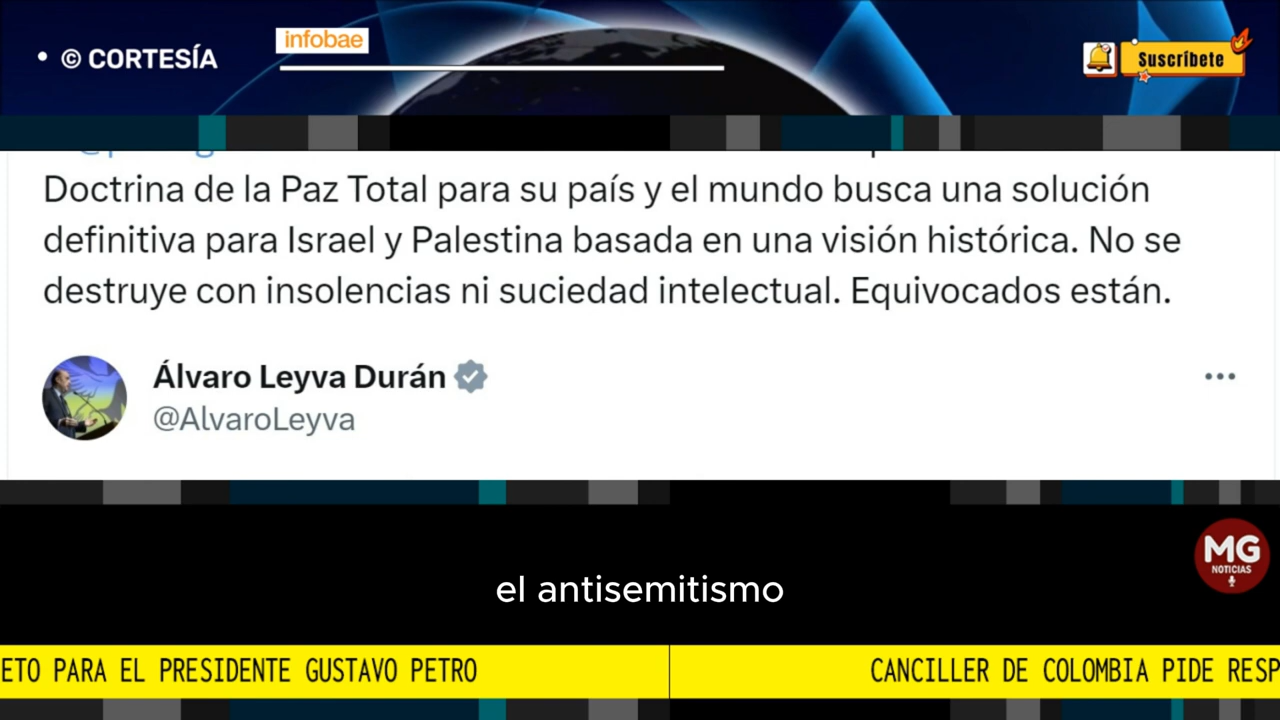 • © CORTESÍA
infobae
Suscríbete
Doctrina de la Paz Total para su país y el mundo busca una solución
definitiva para Israel y Palestina basada en una visión histórica. No se
destruye con insolencias ni suciedad intelectual. Equivocados están.
Álvaro Leyva Durán
@AlvaroLeyva
MG
NOTICIAS
el antisemitismo
ETO PARA EL PRESIDENTE GUSTAVO PETRO
CANCILLER DE COLOMBIA PIDE RESP